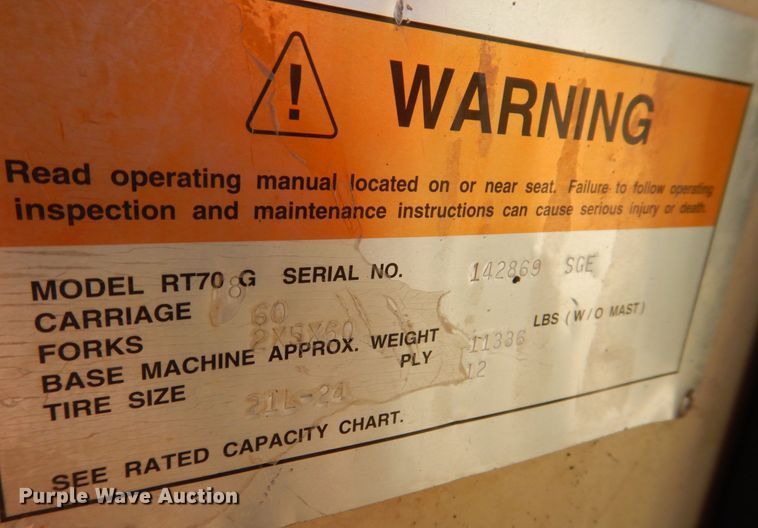 WARNING
Read operating manual located on or near seat. Failure to follow operating
inspection and maintenance instructions can cause serious injury or death.
MODEL RT70 G SERIAL NO. 142869 SGE
CARRIAGE 60
FORKS 2X5X60
BASE MACHINE APPROX. WEIGHT 11336 LBS (W/O MAST)
TIRE SIZE 21L-24 PLY 12
SEE RATED CAPACITY CHART.
Purple Wave Auction